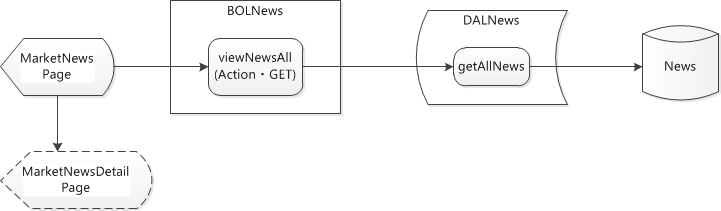 BOLNews
DALNews
MarketNews
Page
viewNewsAll
(Action・GET)
getAllNews
News
MarketNewsDetail
Page